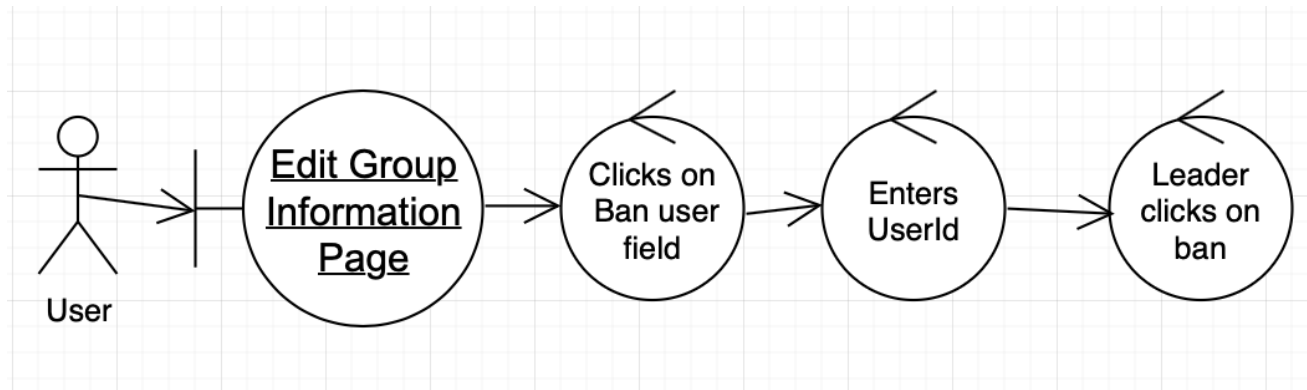 Edit Group
Information
Page
Clicks on
Ban user
field
Enters
UserId
Leader
clicks on
ban
User